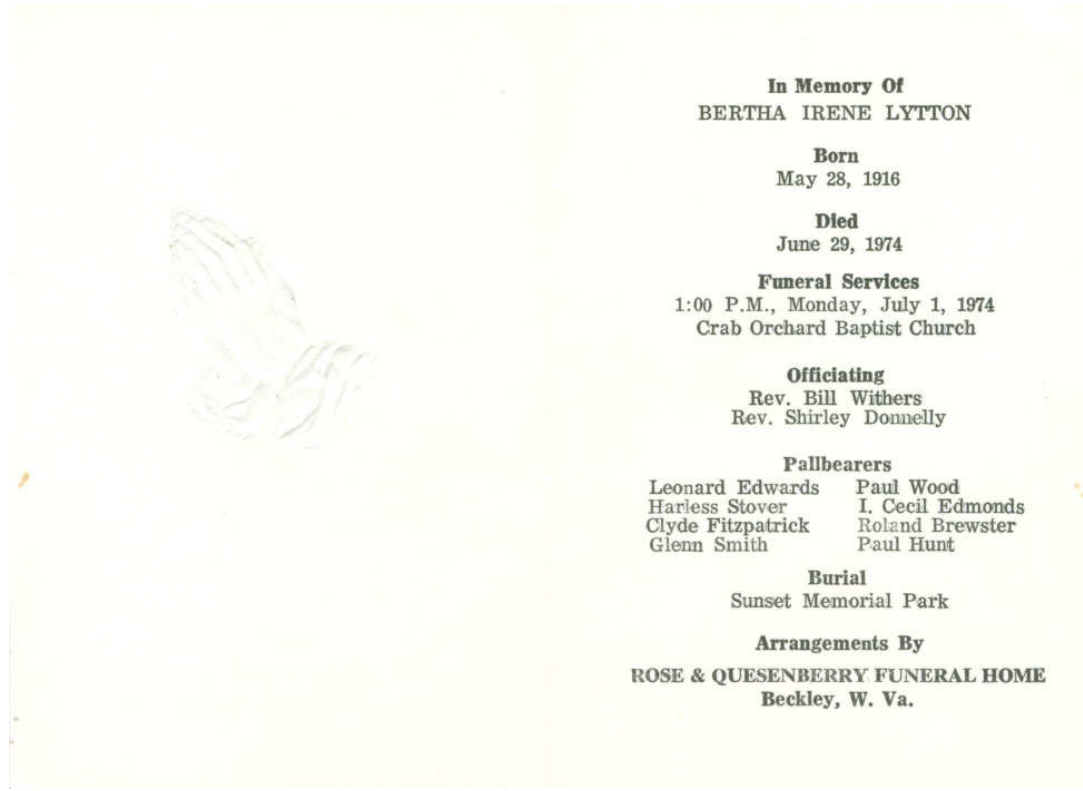 In Memory Of
BERTHA IRENE LYTTON
Born
May 28, 1916
Died
June 29, 1974
Funeral Services
1:00 P.M., Monday, July 1, 1974
Crab Orchard Baptist Church
Officiating
Rev. Bill Withers
Rev. Shirley Donnelly
Pallbearers
Leonard Edwards Paul Wood
Harless Stover I. Cecil Edmonds
Clyde Fitzpatrick Roland Brewster
Glenn Smith Paul Hunt
Burial
Sunset Memorial Park
Arrangements By
ROSE & QUESENBERRY FUNERAL HOME
Beckley, W. Va.